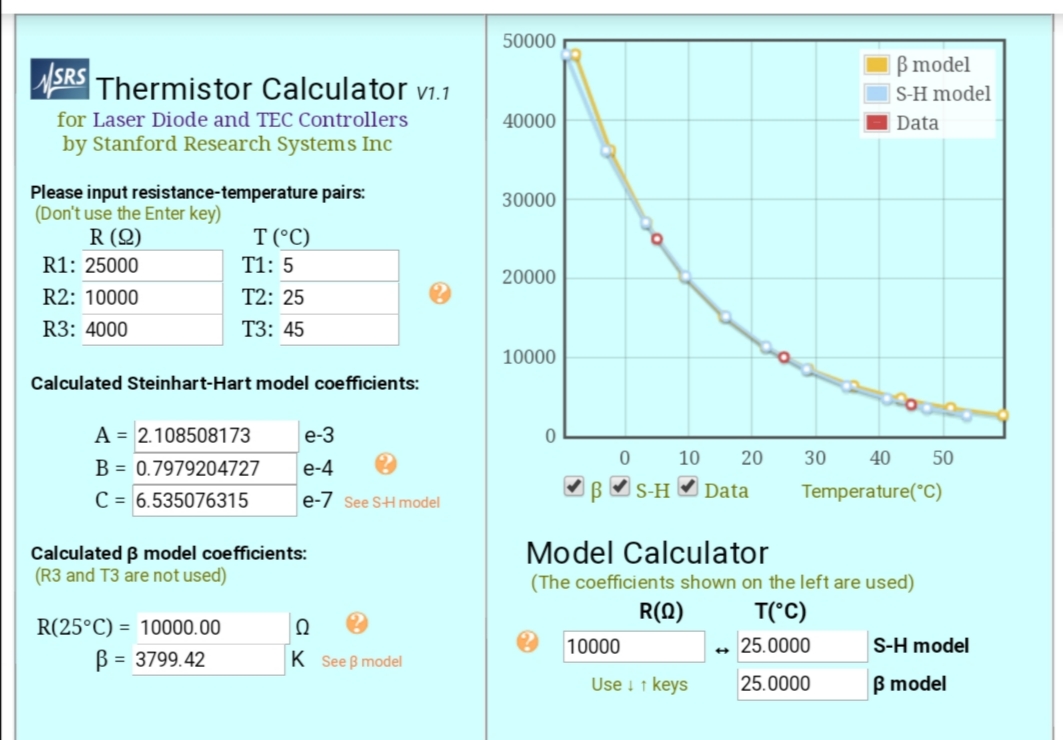 SRS Thermistor Calculator V1.1
for Laser Diode and TEC Controllers
by Stanford Research Systems Inc
Please input resistance-temperature pairs:
(Don't use the Enter key)
R (Ω) T (°C)
R1: 25000 T1: 5
R2: 10000 T2: 25 ?
R3: 4000 T3: 45
Calculated Steinhart-Hart model coefficients:
A = 2.108508173 e-3
B = 0.7979204727 e-4 ?
C = 6.535076315 e-7 See S-H model
Calculated β model coefficients:
(R3 and T3 are not used)
R(25°C) = 10000.00 Ω ?
β = 3799.42 K See β model
50000
40000
30000
20000
10000
0
β model
S-H model
Data
0 10 20 30 40 50
β S-H Data Temperature(°C)
Model Calculator
(The coefficients shown on the left are used)
R(Ω) T(°C)
? 10000 ↔ 25.0000 S-H model
Use ↓ ↑ keys 25.0000 β model